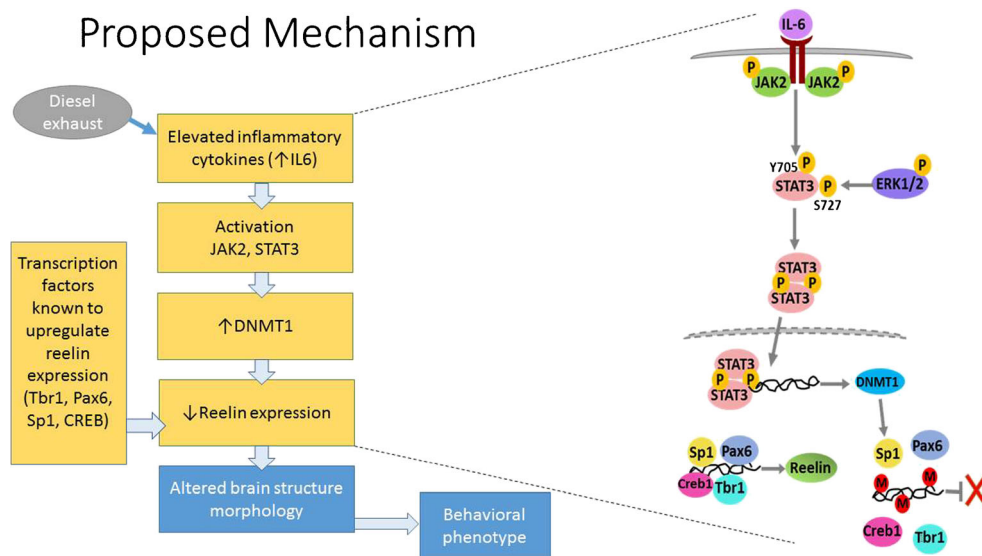 Proposed Mechanism
Diesel
exhaust
Elevated inflammatory
cytokines (↑IL6)
Activation
JAK2, STAT3
↑DNMT1
↓Reelin expression
Transcription
factors
known to
upregulate
reelin
expression
(Tbr1, Pax6,
Sp1, CREB)
Altered brain structure
morphology
Behavioral
phenotype
IL-6
P
P
JAK2
JAK2
Y705
P
STAT3
P
S727
P
ERK1/2
STAT3
P
P
STAT3
STAT3
P
P
STAT3
DNMT1
Sp1
Pax6
Creb1
Tbr1
Reelin
Sp1
Pax6
M
M
M
Creb1
Tbr1